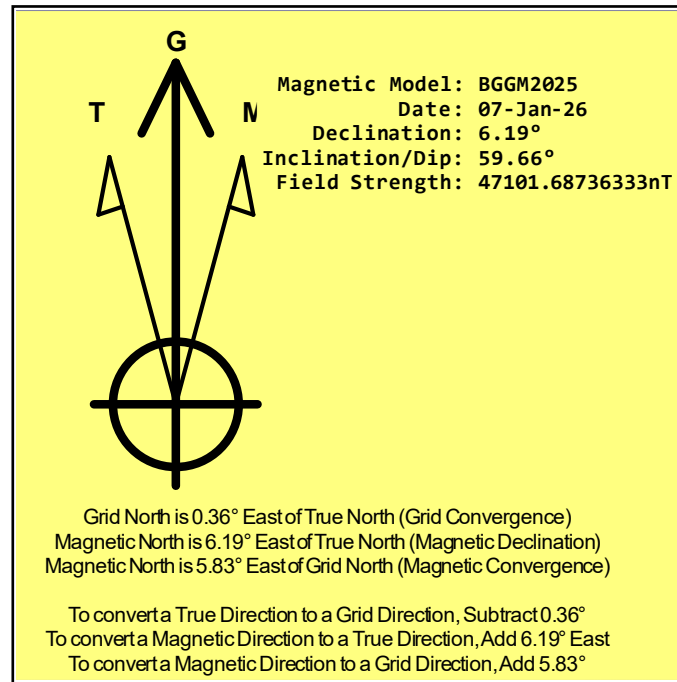 G
T
M
Magnetic Model: BGGM2025
Date: 07-Jan-26
Declination: 6.19°
Inclination/Dip: 59.66°
Field Strength: 47101.68736333nT
Grid North is 0.36° East of True North (Grid Convergence)
Magnetic North is 6.19° East of True North (Magnetic Declination)
Magnetic North is 5.83° East of Grid North (Magnetic Convergence)
To convert a True Direction to a Grid Direction, Subtract 0.36°
To convert a Magnetic Direction to a True Direction, Add 6.19° East
To convert a Magnetic Direction to a Grid Direction, Add 5.83°